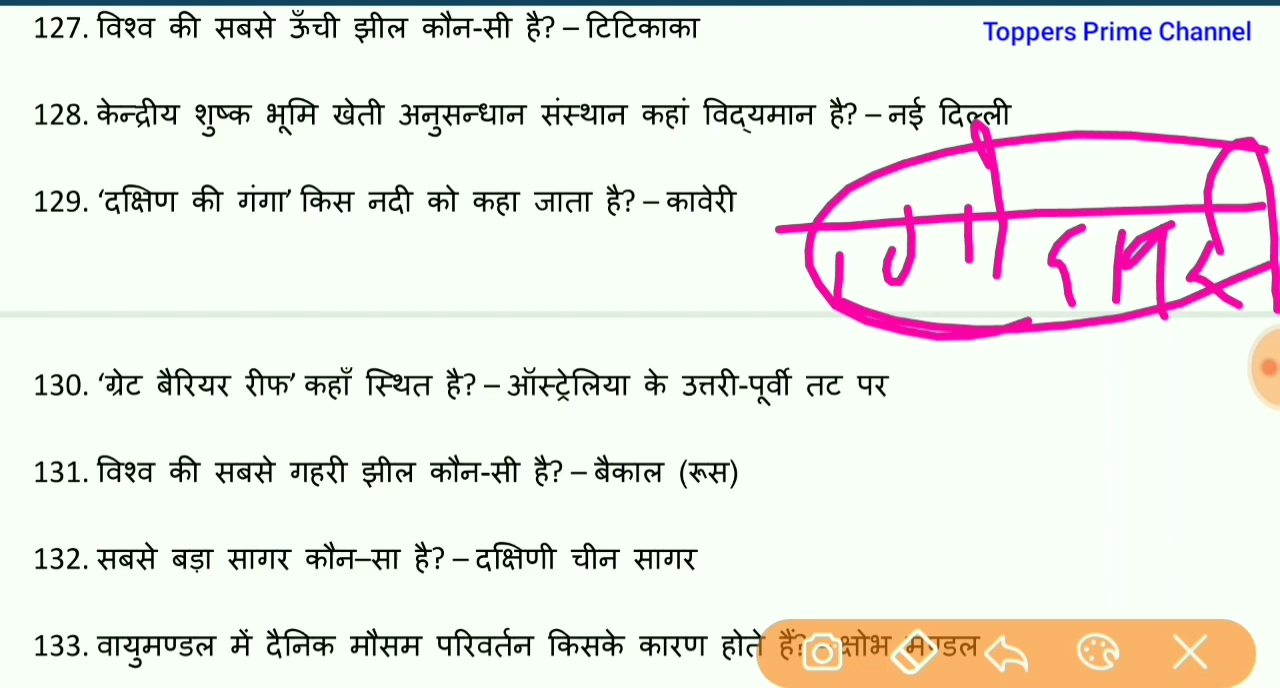 127. विश्व की सबसे ऊँची झील कौन-सी है? – टिटिकाका
Toppers Prime Channel
128. केन्द्रीय शुष्क भूमि खेती अनुसन्धान संस्थान कहां विद्यमान है? – नई दिल्ली
129. ‘दक्षिण की गंगा’ किस नदी को कहा जाता है? – कावेरी
130. ‘ग्रेट बैरियर रीफ’ कहाँ स्थित है? – ऑस्ट्रेलिया के उत्तरी-पूर्वी तट पर
131. विश्व की सबसे गहरी झील कौन-सी है? – बैकाल (रूस)
132. सबसे बड़ा सागर कौन–सा है? – दक्षिणी चीन सागर
133. वायुमण्डल में दैनिक मौसम परिवर्तन किसके कारण होते हैं? – क्षोभ मण्डल